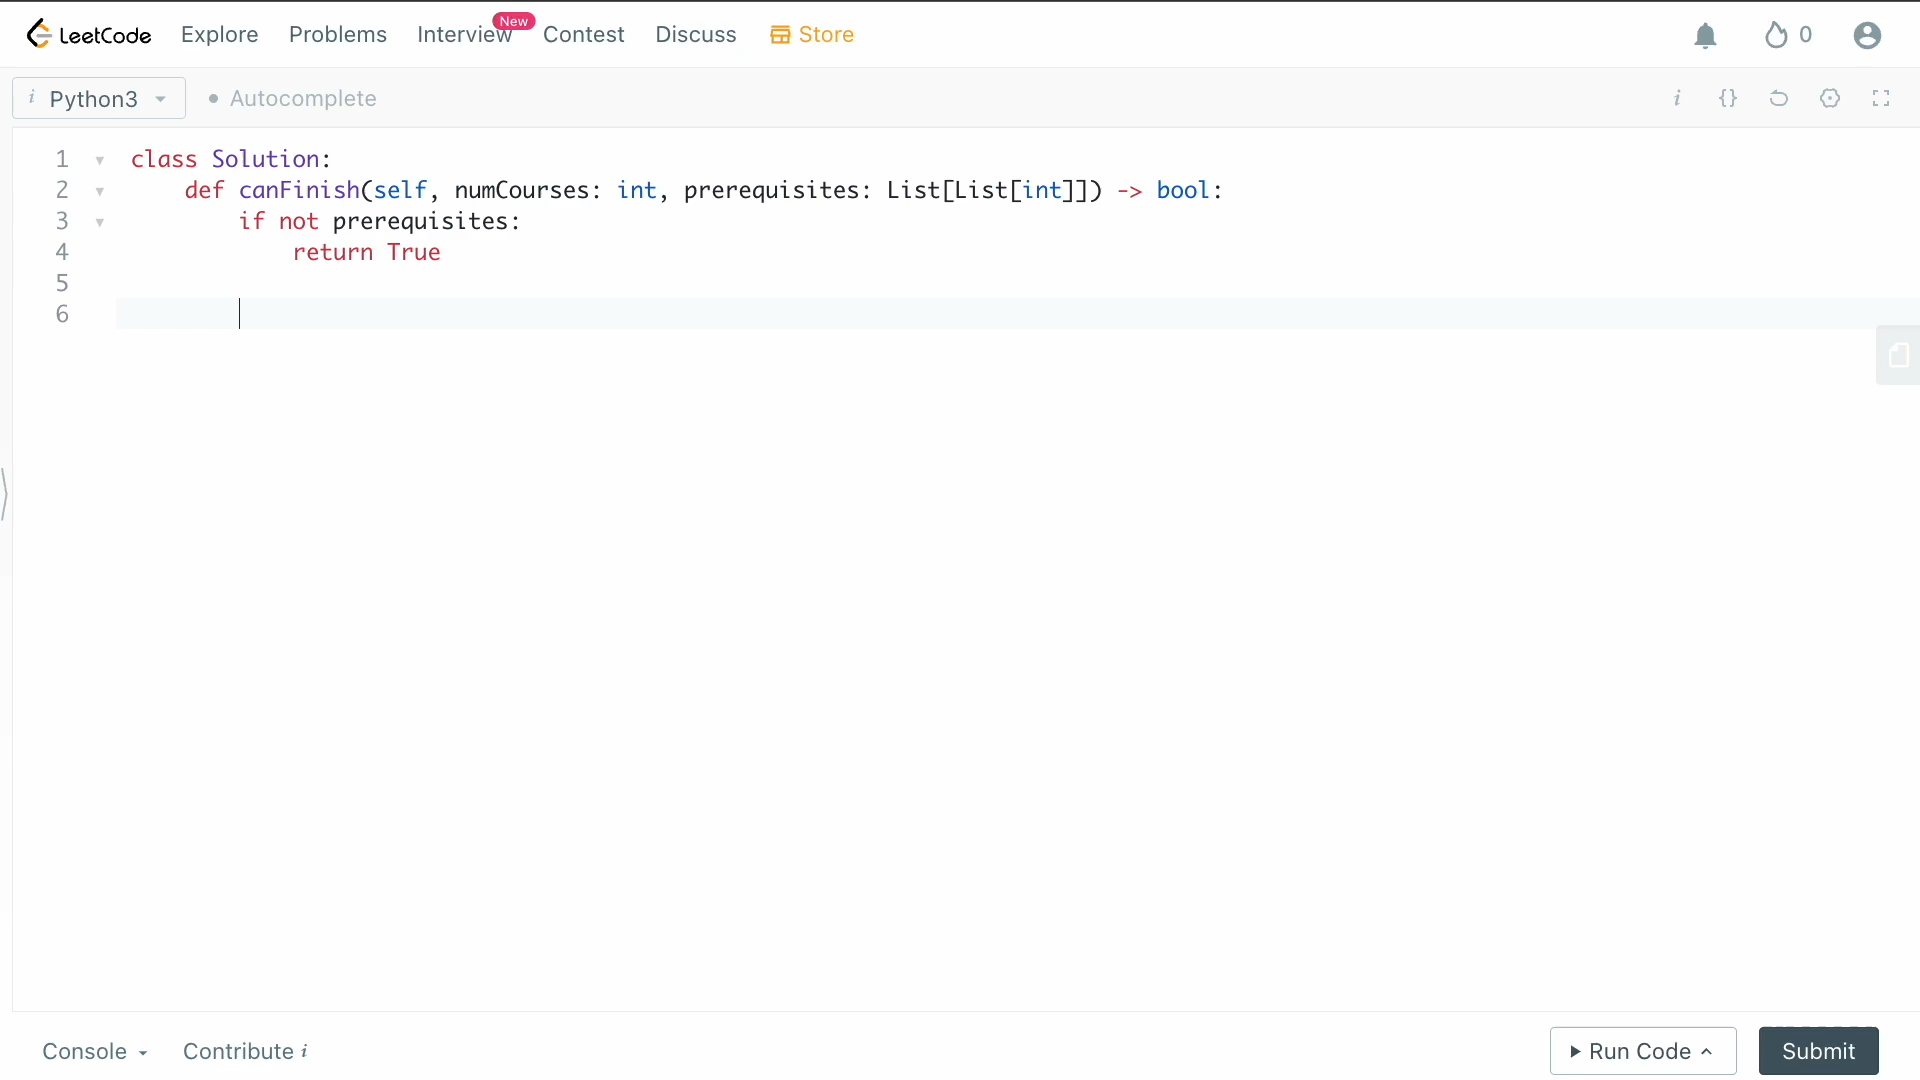 LeetCode Explore Problems Interview New Contest Discuss Store 0
i Python3 Autocomplete i {}
1 class Solution:
2     def canFinish(self, numCourses: int, prerequisites: List[List[int]]) -> bool:
3         if not prerequisites:
4             return True
5
6
Console Contribute i Run Code Submit